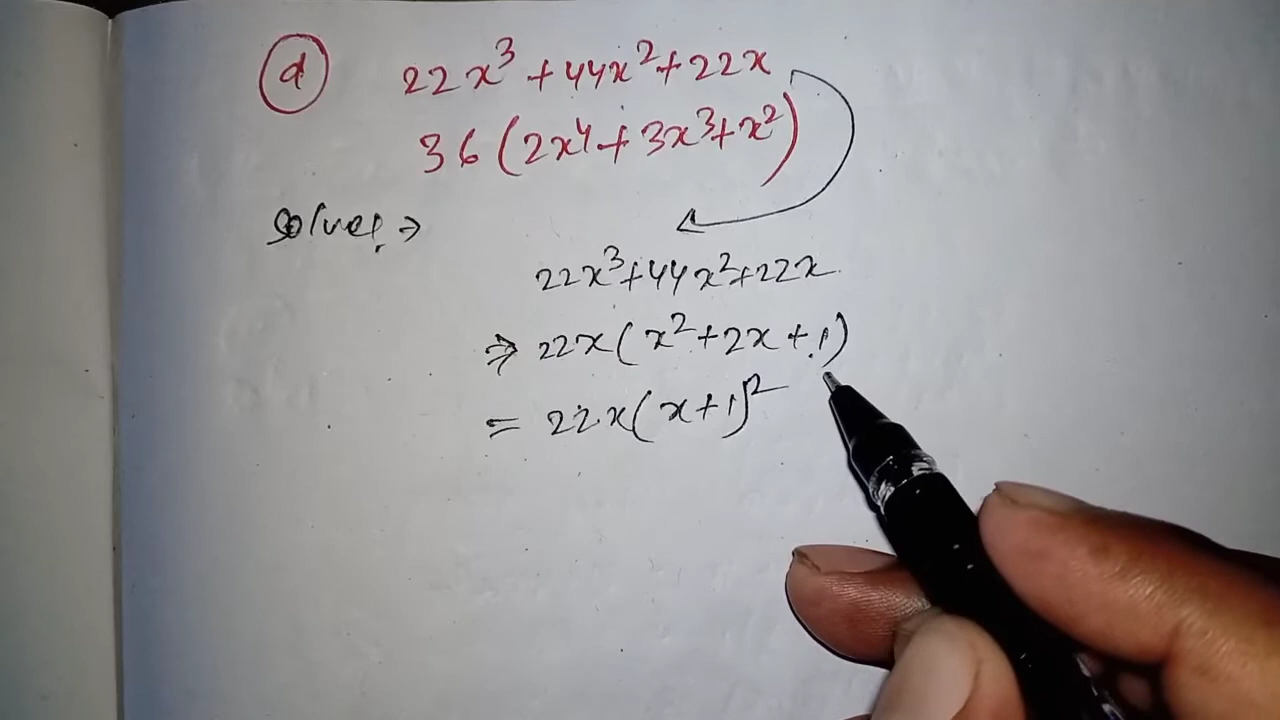 d 22x³ + 44x² + 22x
36 (2x⁴ + 3x³ + x²)
Solve, →
22x³ + 44x² + 22x
⇒ 22x (x² + 2x + 1)
= 22x (x + 1)²